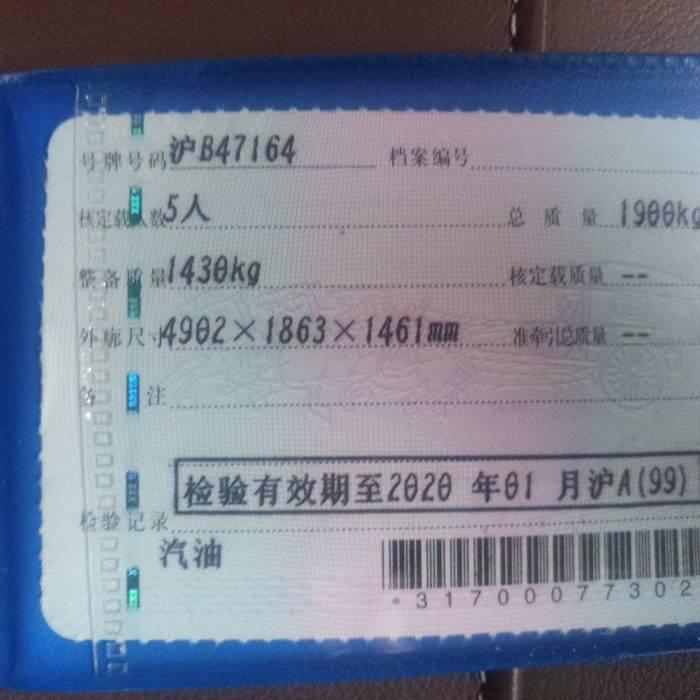 号牌号码 沪B47164 档案编号
核定载人数 5人 总质量 1900kg
整备质量 1430kg 核定载质量 --
外廓尺寸 4902×1863×1461mm 准牵引总质量 --
备注
检验有效期至2020 年01 月沪A(99)
检验记录
汽油
*3170007730 2